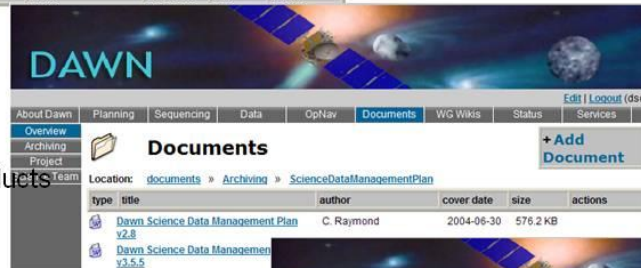 DAWN
Edit | Logout
About Dawn Planning Sequencing Data OpNav Documents WG Wikis Status Services
Overview
Archiving
Project
Team
ucts
Documents
+Add Document
Location: documents » Archiving » ScienceDataManagementPlan
type title author cover date size actions
Dawn Science Data Management Plan v2.8 C. Raymond 2004-06-30 576.2 KB
Dawn Science Data Managemen
v3.5.5